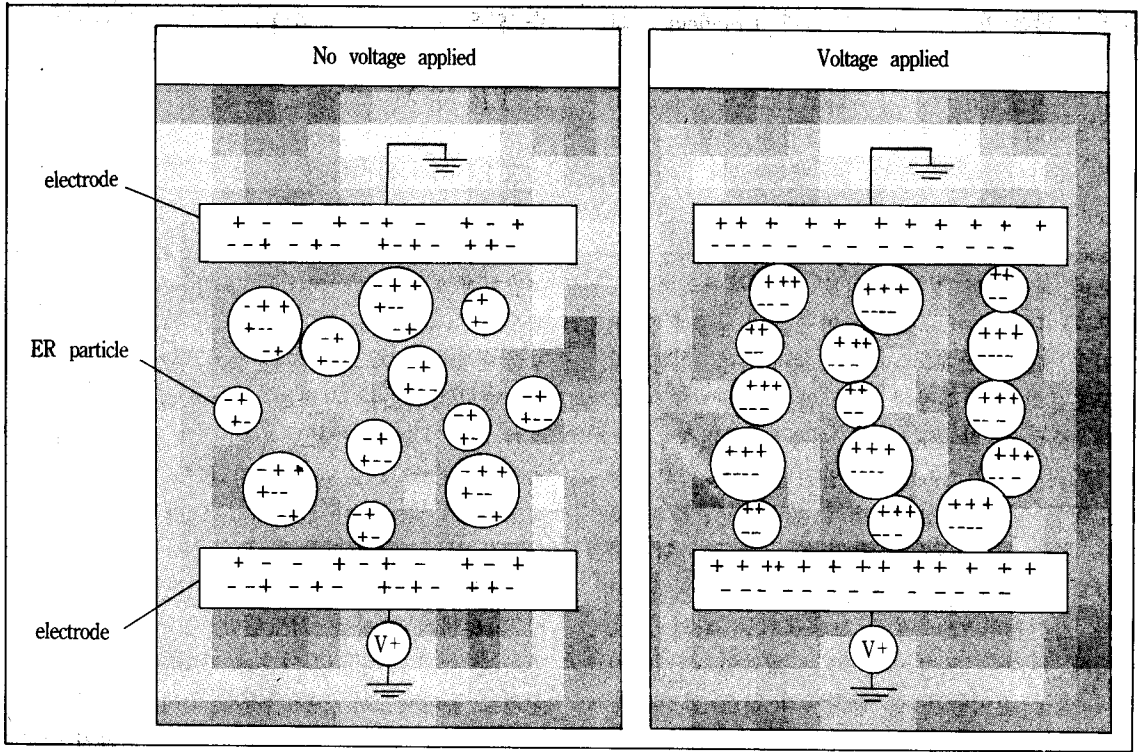 No voltage applied
Voltage applied
electrode
ER particle
electrode
V+
V+